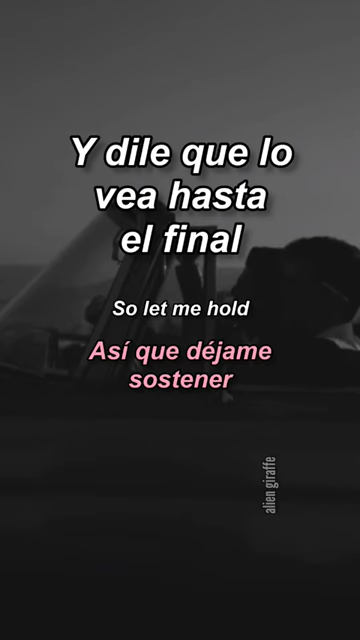 Y dile que lo
vea hasta
el final
So let me hold
Así que déjame
sostener
alien giraffe